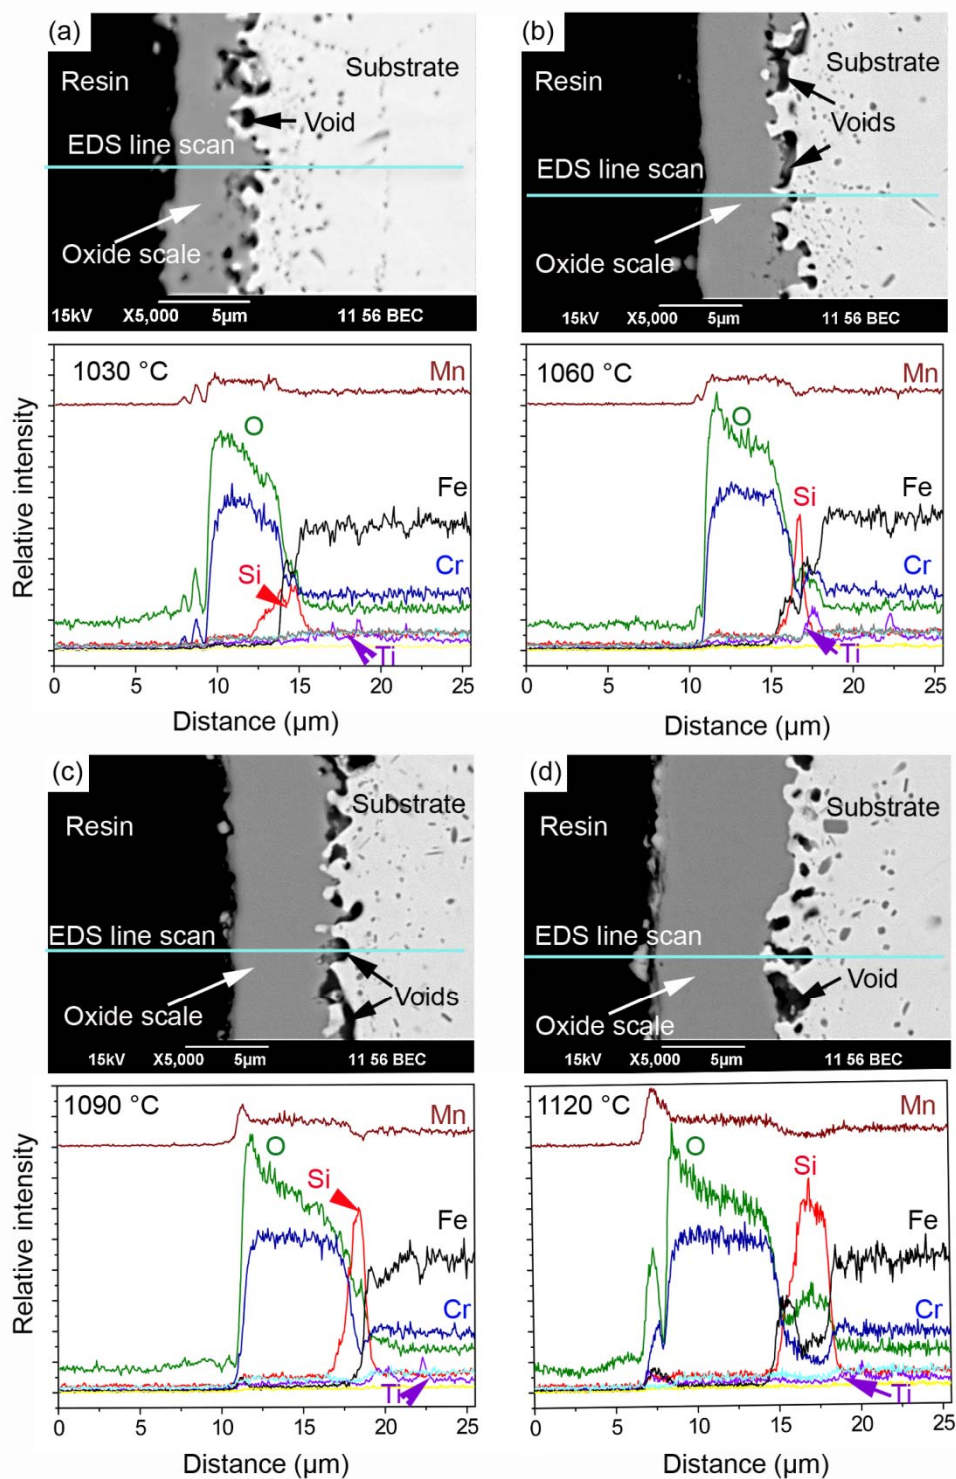 (a)
Resin
Substrate
Void
EDS line scan
Oxide scale
15kV X5,000 5µm 11 56 BEC
(b)
Resin
Substrate
Voids
EDS line scan
Oxide scale
15kV X5,000 5µm 11 56 BEC
1030 °C
Mn
O
Fe
Si
Cr
Ti
Relative intensity
0 5 10 15 20 25
Distance (µm)
1060 °C
Mn
O
Si
Fe
Cr
Ti
Relative intensity
0 5 10 15 20 25
Distance (µm)
(c)
Resin
Substrate
EDS line scan
Voids
Oxide scale
15kV X5,000 5µm 11 56 BEC
(d)
Resin
Substrate
EDS line scan
Void
Oxide scale
15kV X5,000 5µm 11 56 BEC
1090 °C
Mn
O
Si
Fe
Cr
Ti
Relative intensity
0 5 10 15 20 25
Distance (µm)
1120 °C
Mn
O
Si
Fe
Cr
Ti
Relative intensity
0 5 10 15 20 25
Distance (µm)